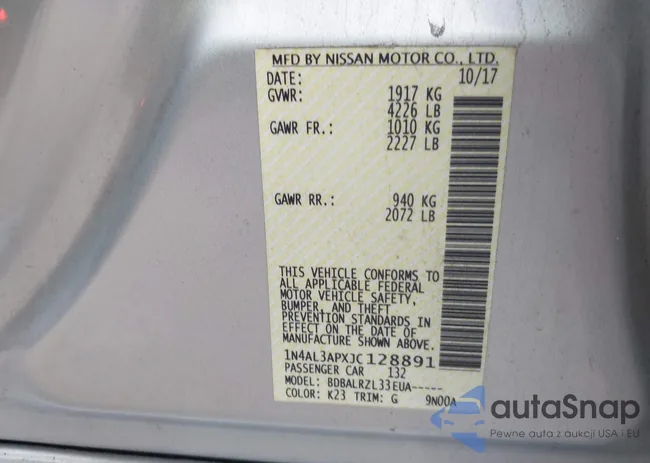 MFD BY NISSAN MOTOR CO., LTD.
DATE: 10/17
GVWR: 1917 KG
4226 LB
GAWR FR.: 1010 KG
2227 LB
GAWR RR.: 940 KG
2072 LB
THIS VEHICLE CONFORMS TO
ALL APPLICABLE FEDERAL
MOTOR VEHICLE SAFETY,
BUMPER, AND THEFT
PREVENTION STANDARDS IN
EFFECT ON THE DATE OF
MANUFACTURE SHOWN ABOVE.
1N4AL3APXJC128891
PASSENGER CAR 132
MODEL: BDBALRZL33EUA-----
COLOR: K23 TRIM: G 9N00A
autaSnap
Pewne auta z aukcji USA i EU